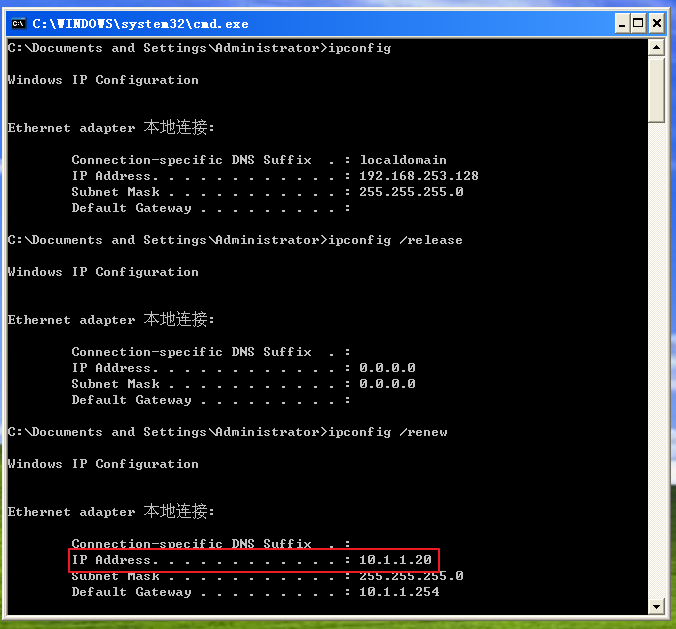 C:\WINDOWS\system32\cmd.exe
C:\Documents and Settings\Administrator>ipconfig
Windows IP Configuration
Ethernet adapter 本地连接:
Connection-specific DNS Suffix  . : localdomain
IP Address. . . . . . . . . . . . : 192.168.253.128
Subnet Mask . . . . . . . . . . . : 255.255.255.0
Default Gateway . . . . . . . . . :
C:\Documents and Settings\Administrator>ipconfig /release
Windows IP Configuration
Ethernet adapter 本地连接:
Connection-specific DNS Suffix  . :
IP Address. . . . . . . . . . . . : 0.0.0.0
Subnet Mask . . . . . . . . . . . : 0.0.0.0
Default Gateway . . . . . . . . . :
C:\Documents and Settings\Administrator>ipconfig /renew
Windows IP Configuration
Ethernet adapter 本地连接:
Connection-specific DNS Suffix  . :
IP Address. . . . . . . . . . . . : 10.1.1.20
Subnet Mask . . . . . . . . . . . : 255.255.255.0
Default Gateway . . . . . . . . . : 10.1.1.254